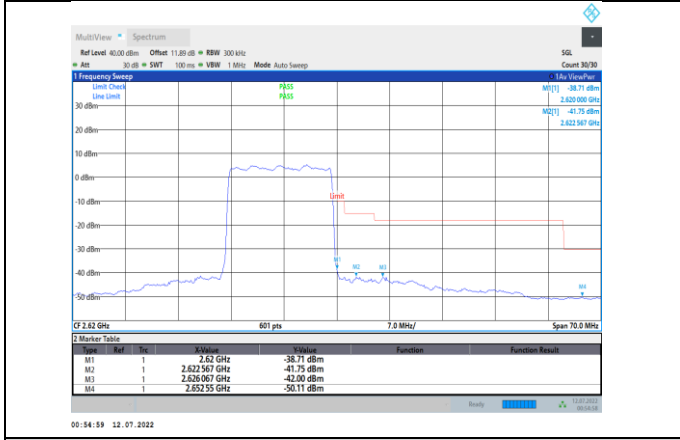 MultiView Spectrum
Ref Level 40.00 dBm Offset 11.89 dB RBW 300 kHz SGL
Att 30 dB SWT 100 ms VBW 1 MHz Mode Auto Sweep Count 30/30
1 Frequency Sweep 1Av ViewPwr
Limit Check PASS M1[1] -38.71 dBm
Line Limit PASS 2.620 000 GHz
M2[1] -41.75 dBm
2.622 567 GHz
30 dBm
20 dBm
10 dBm
0 dBm
-10 dBm
Limit
-20 dBm
-30 dBm
M1 M2 M3
-40 dBm
M4
-50 dBm
CF 2.62 GHz 601 pts 7.0 MHz/ Span 70.0 MHz
2 Marker Table
Type Ref Trc X-Value Y-Value Function Function Result
M1 1 2.62 GHz -38.71 dBm
M2 1 2.622 567 GHz -41.75 dBm
M3 1 2.626 067 GHz -42.00 dBm
M4 1 2.652 55 GHz -50.11 dBm
Ready 12.07.2022
00:54:58
00:54:59 12.07.2022